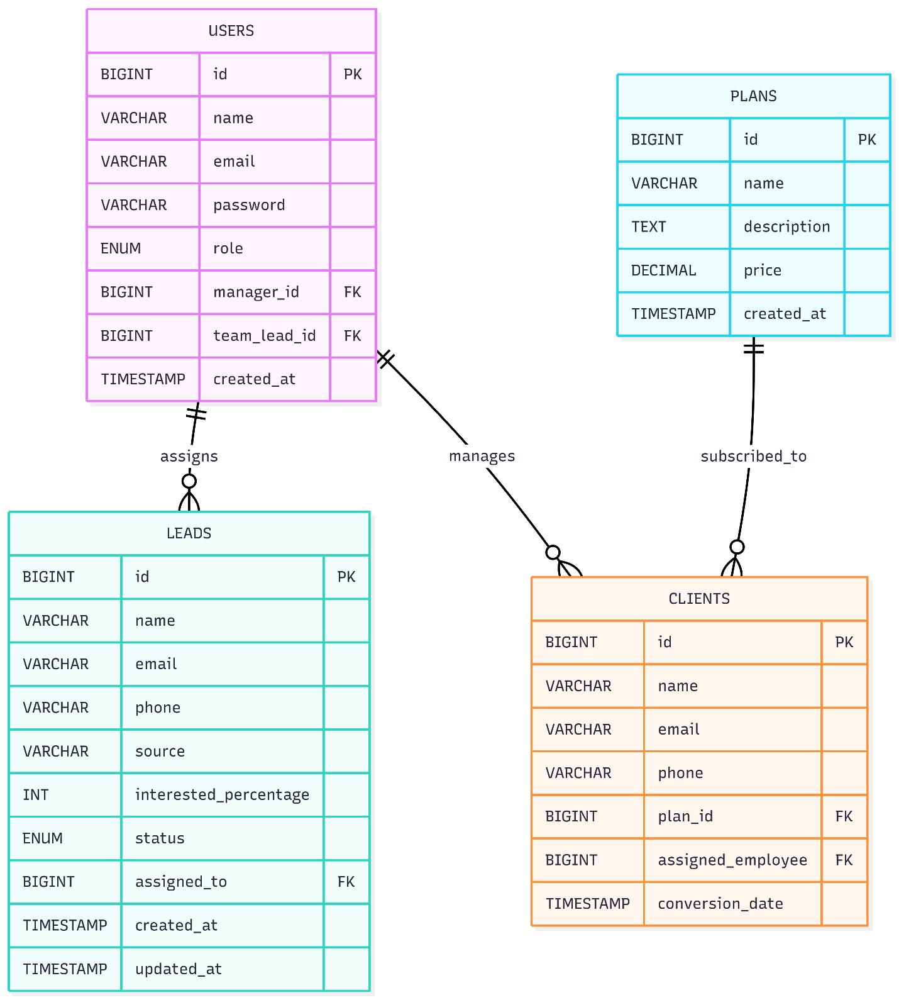 USERS
BIGINT id PK
VARCHAR name
VARCHAR email
VARCHAR password
ENUM role
BIGINT manager_id FK
BIGINT team_lead_id FK
TIMESTAMP created_at
PLANS
BIGINT id PK
VARCHAR name
TEXT description
DECIMAL price
TIMESTAMP created_at
assigns
manages
subscribed_to
LEADS
BIGINT id PK
VARCHAR name
VARCHAR email
VARCHAR phone
VARCHAR source
INT interested_percentage
ENUM status
BIGINT assigned_to FK
TIMESTAMP created_at
TIMESTAMP updated_at
CLIENTS
BIGINT id PK
VARCHAR name
VARCHAR email
VARCHAR phone
BIGINT plan_id FK
BIGINT assigned_employee FK
TIMESTAMP conversion_date